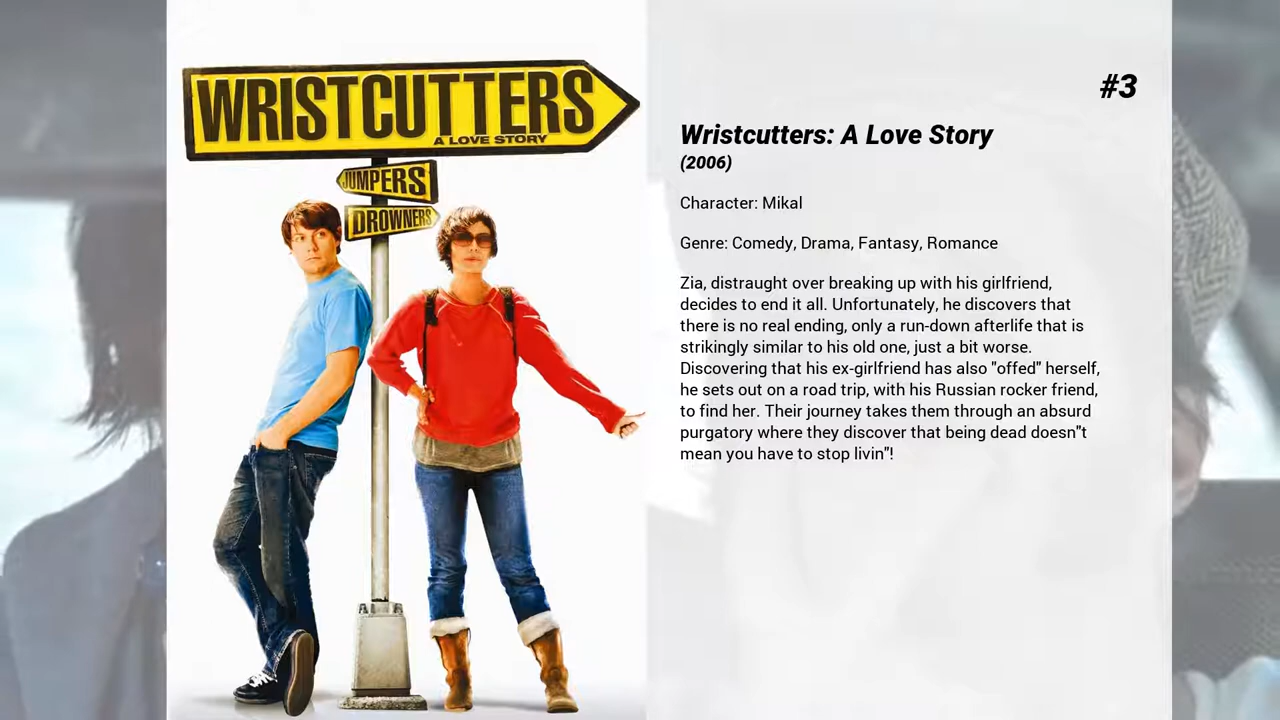 WRISTCUTTERS
A LOVE STORY
JUMPERS
DROWNERS
#3
Wristcutters: A Love Story
(2006)
Character: Mikal
Genre: Comedy, Drama, Fantasy, Romance
Zia, distraught over breaking up with his girlfriend,
decides to end it all. Unfortunately, he discovers that
there is no real ending, only a run-down afterlife that is
strikingly similar to his old one, just a bit worse.
Discovering that his ex-girlfriend has also "offed" herself,
he sets out on a road trip, with his Russian rocker friend,
to find her. Their journey takes them through an absurd
purgatory where they discover that being dead doesn"t
mean you have to stop livin"!